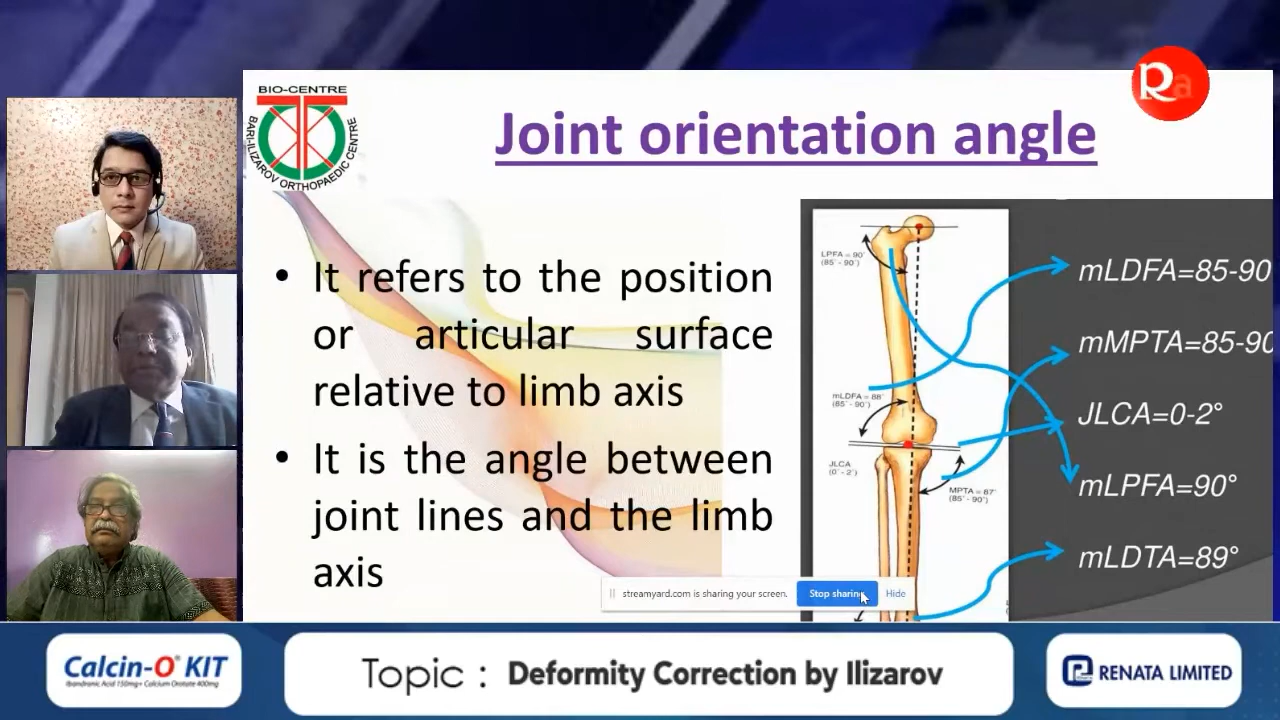 BIO-CENTRE
BARI-ILIZAROV ORTHOPAEDIC CENTRE
Joint orientation angle
Ra
• It refers to the position
or articular surface
relative to limb axis
• It is the angle between
joint lines and the limb
axis
LPFA = 90°
(85° - 90°)
mLDFA = 88°
(85° - 90°)
JLCA
(0° - 2°)
MPTA = 87°
(85° - 90°)
mLDFA=85-90
mMPTA=85-90
JLCA=0-2°
mLPFA=90°
mLDTA=89°
streamyard.com is sharing your screen.
Stop sharing
Hide
Calcin-O® KIT
Ibandronic Acid 150mg+ Calcium Orotate 400mg
Topic : Deformity Correction by Ilizarov
RENATA LIMITED